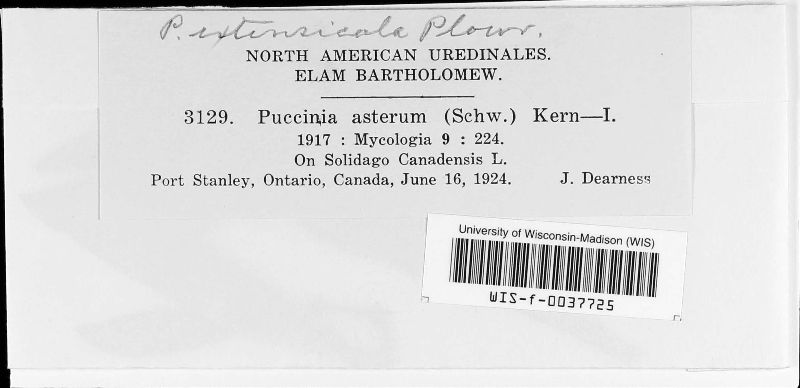 P. extensicola Plowr.
NORTH AMERICAN UREDINALES.
ELAM BARTHOLOMEW.
3129. Puccinia asterum (Schw.) Kern—I.
1917 : Mycologia 9 : 224.
On Solidago Canadensis L.
Port Stanley, Ontario, Canada, June 16, 1924. J. Dearness
University of Wisconsin-Madison (WIS)
WIS-f-0037725